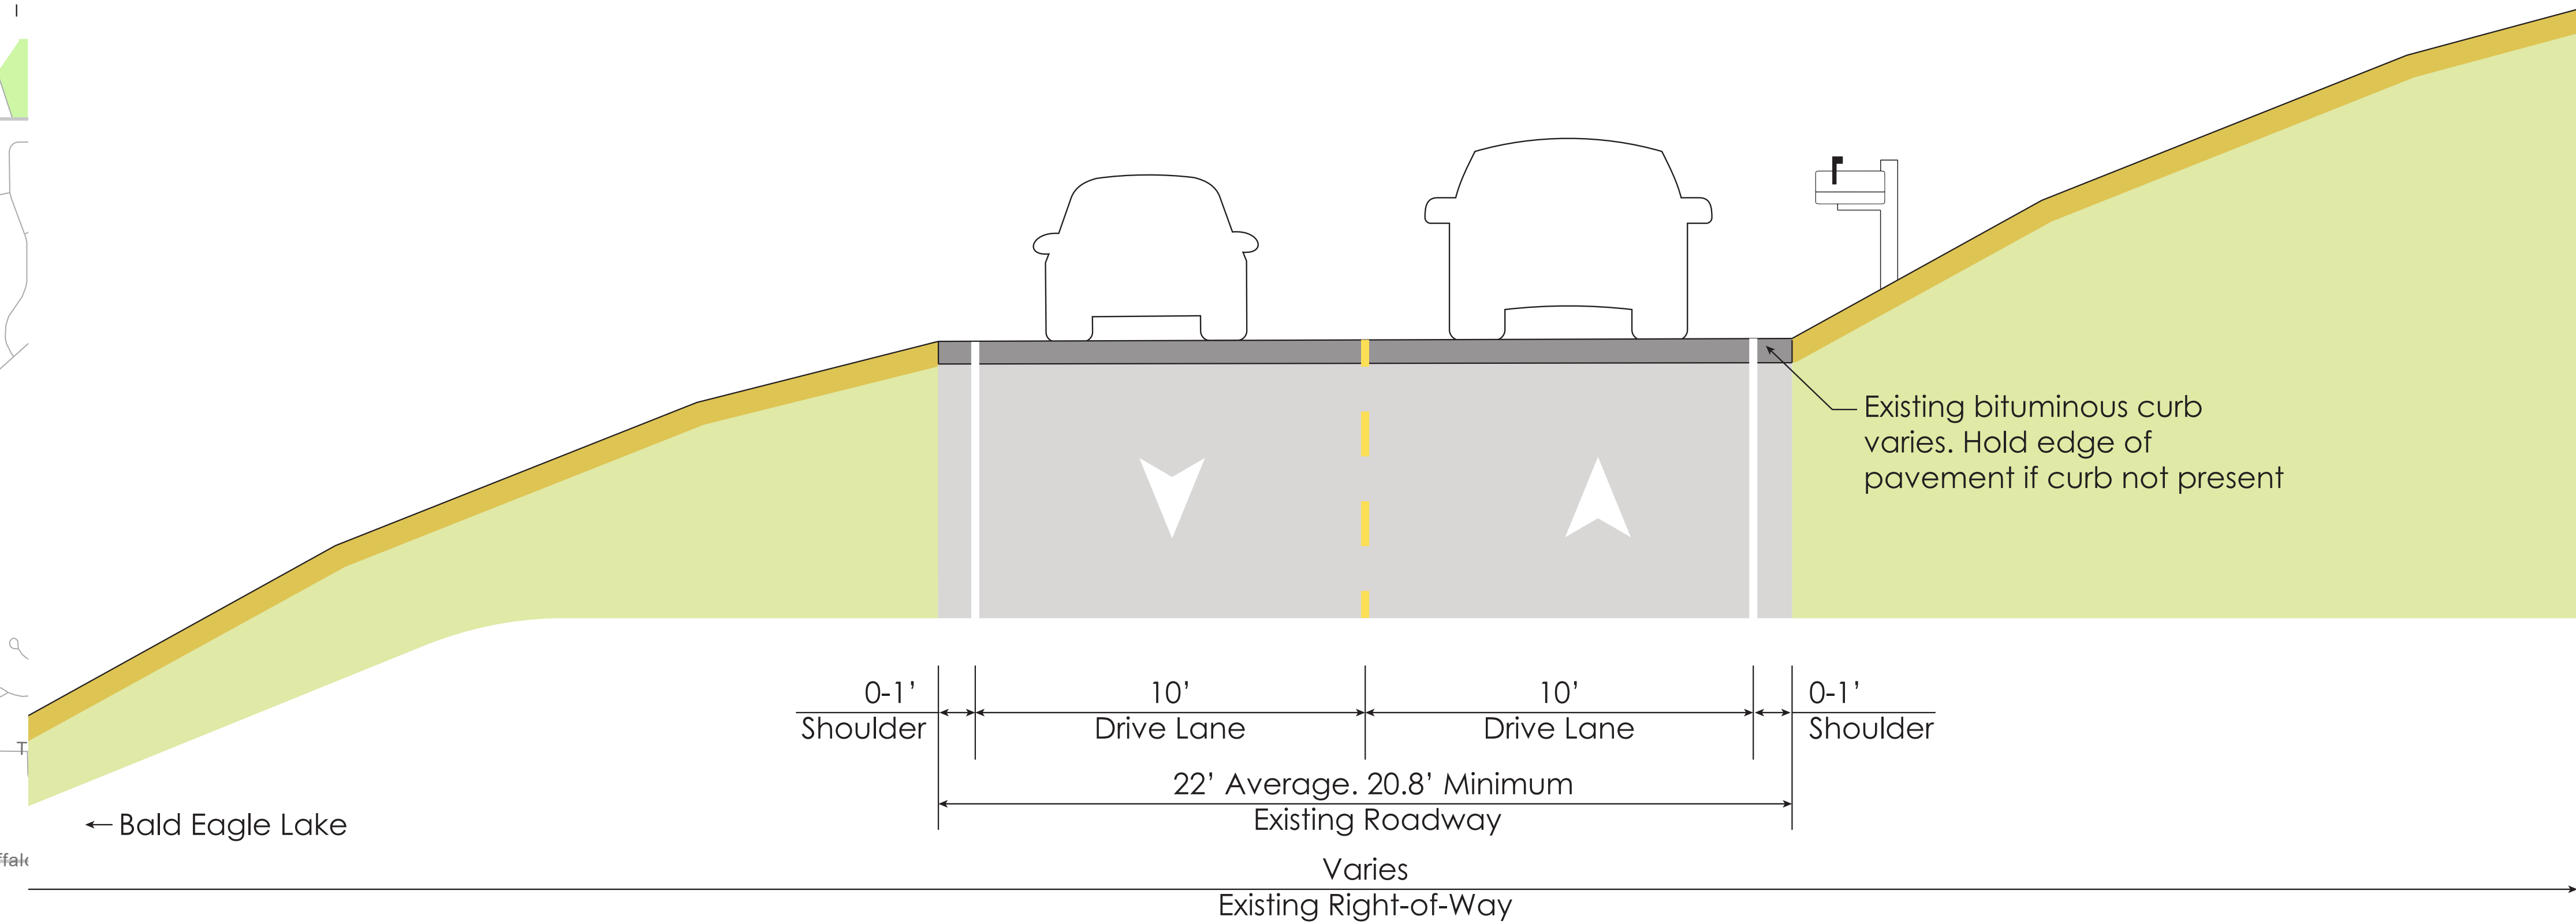 Existing bituminous curb
varies. Hold edge of
pavement if curb not present
0-1’
10’
10’
0-1’
Shoulder
Drive Lane
Drive Lane
Shoulder
22’ Average. 20.8’ Minimum
Existing Roadway
← Bald Eagle Lake
Varies
Existing Right-of-Way